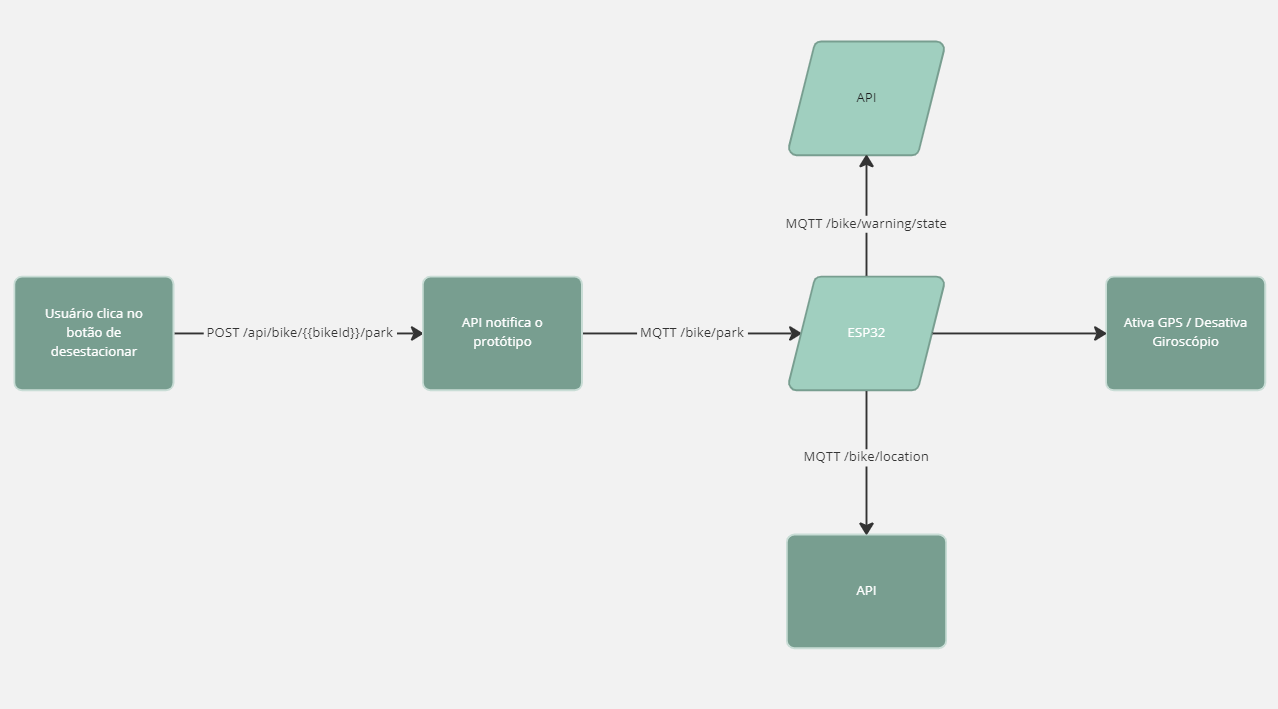 API
MQTT /bike/warning/state
Usuário clica no
botão de
desestacionar
POST /api/bike/{{bikeId}}/park
API notifica o
protótipo
MQTT /bike/park
ESP32
Ativa GPS / Desativa
Giroscópio
MQTT /bike/location
API